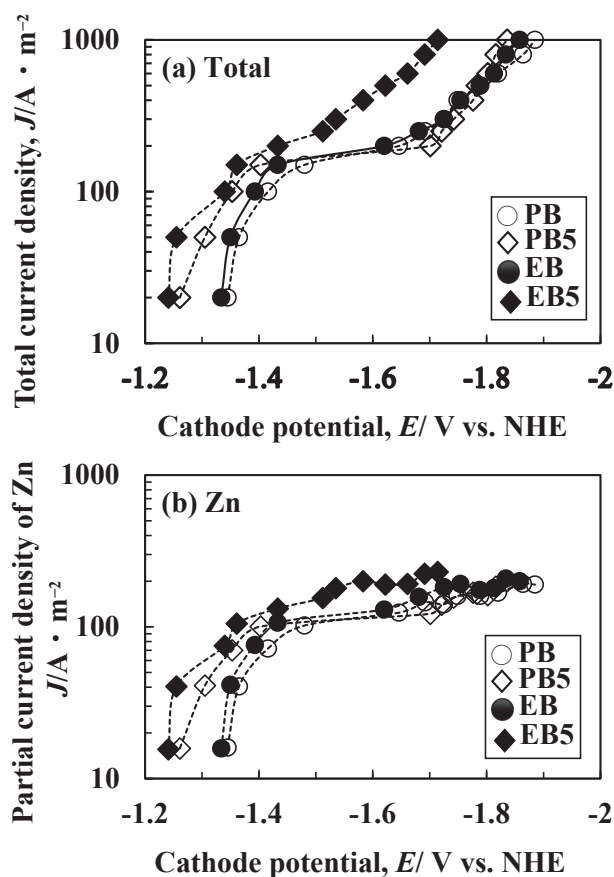 1000
(a) Total
100
10
Total current density, J/A・m−2
PB
PB5
EB
EB5
-1.2 -1.4 -1.6 -1.8 -2
Cathode potential, E/ V vs. NHE
1000
(b) Zn
100
10
Partial current density of Zn
J/A・m−2
PB
PB5
EB
EB5
-1.2 -1.4 -1.6 -1.8 -2
Cathode potential, E/ V vs. NHE